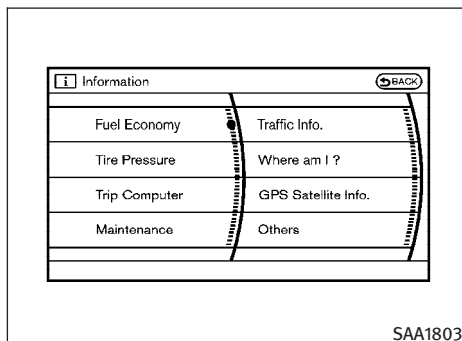 i Information
BACK
Fuel Economy
Traffic Info.
Tire Pressure
Where am I ?
Trip Computer
GPS Satellite Info.
Maintenance
Others
SAA1803